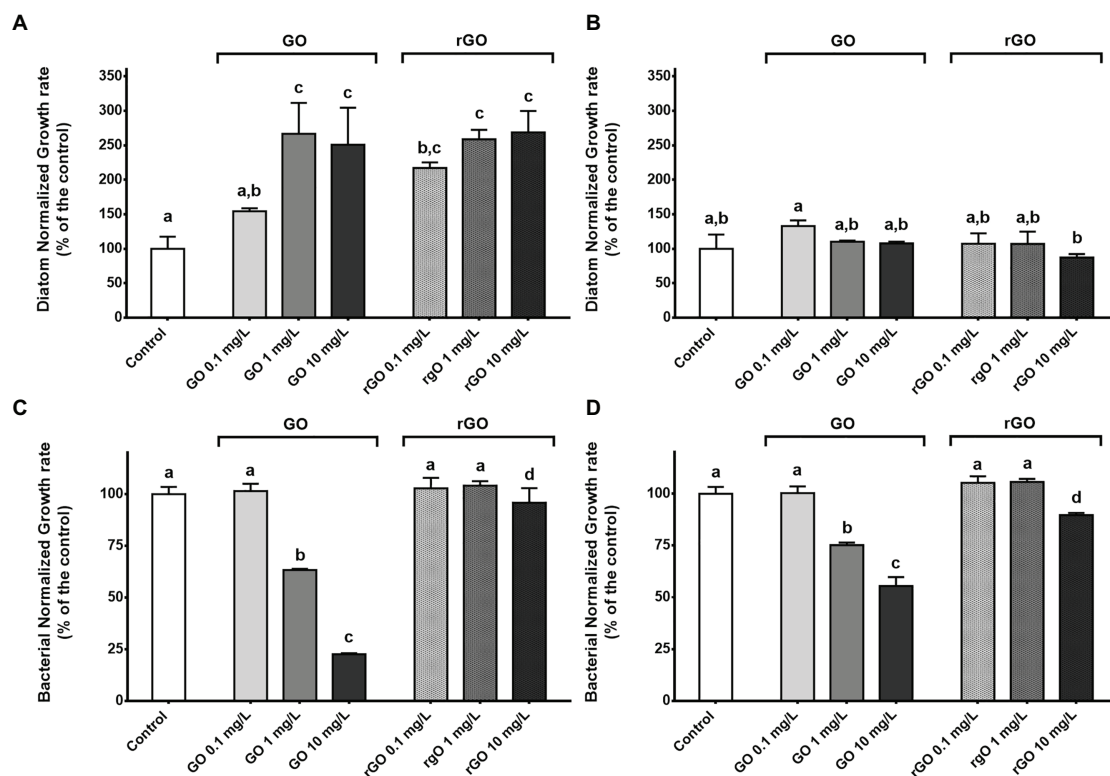 A
GO
rGO
Diatom Normalized Growth rate
(% of the control)
350
300
250
200
150
100
50
0
a
a,b
c
c
b,c
c
c
Control
GO 0.1 mg/L
GO 1 mg/L
GO 10 mg/L
rGO 0.1 mg/L
rgO 1 mg/L
rGO 10 mg/L
B
GO
rGO
Diatom Normalized Growth rate
(% of the control)
350
300
250
200
150
100
50
0
a,b
a
a,b
a,b
a,b
a,b
b
Control
GO 0.1 mg/L
GO 1 mg/L
GO 10 mg/L
rGO 0.1 mg/L
rgO 1 mg/L
rGO 10 mg/L
C
GO
rGO
Bacterial Normalized Growth rate
(% of the control)
100
75
50
25
0
a
a
b
c
a
a
d
Control
GO 0.1 mg/L
GO 1 mg/L
GO 10 mg/L
rGO 0.1 mg/L
rgO 1 mg/L
rGO 10 mg/L
D
GO
rGO
Bacterial Normalized Growth rate
(% of the control)
100
75
50
25
0
a
a
b
c
a
a
d
Control
GO 0.1 mg/L
GO 1 mg/L
GO 10 mg/L
rGO 0.1 mg/L
rgO 1 mg/L
rGO 10 mg/L